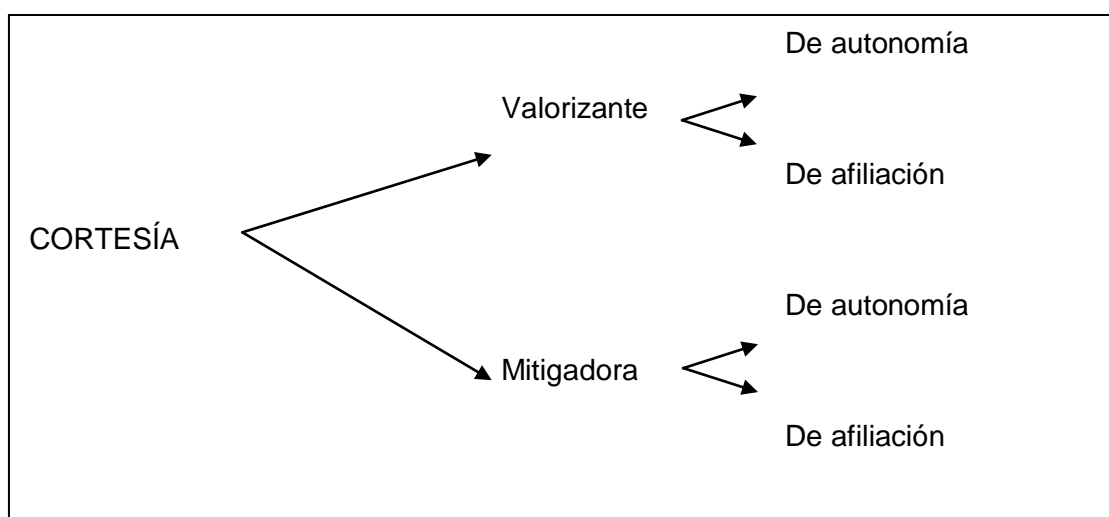 De autonomía
Valorizante
De afiliación
CORTESÍA
De autonomía
Mitigadora
De afiliación